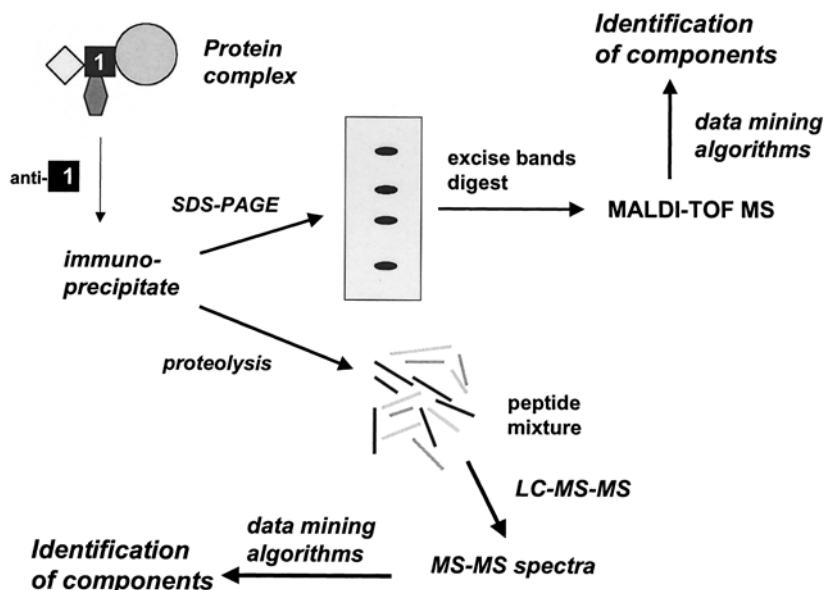 Protein
complex
1
anti-1
immuno-
precipitate
SDS-PAGE
excise bands
digest
MALDI-TOF MS
data mining
algorithms
Identification
of components
proteolysis
peptide
mixture
LC-MS-MS
MS-MS spectra
data mining
algorithms
Identification
of components